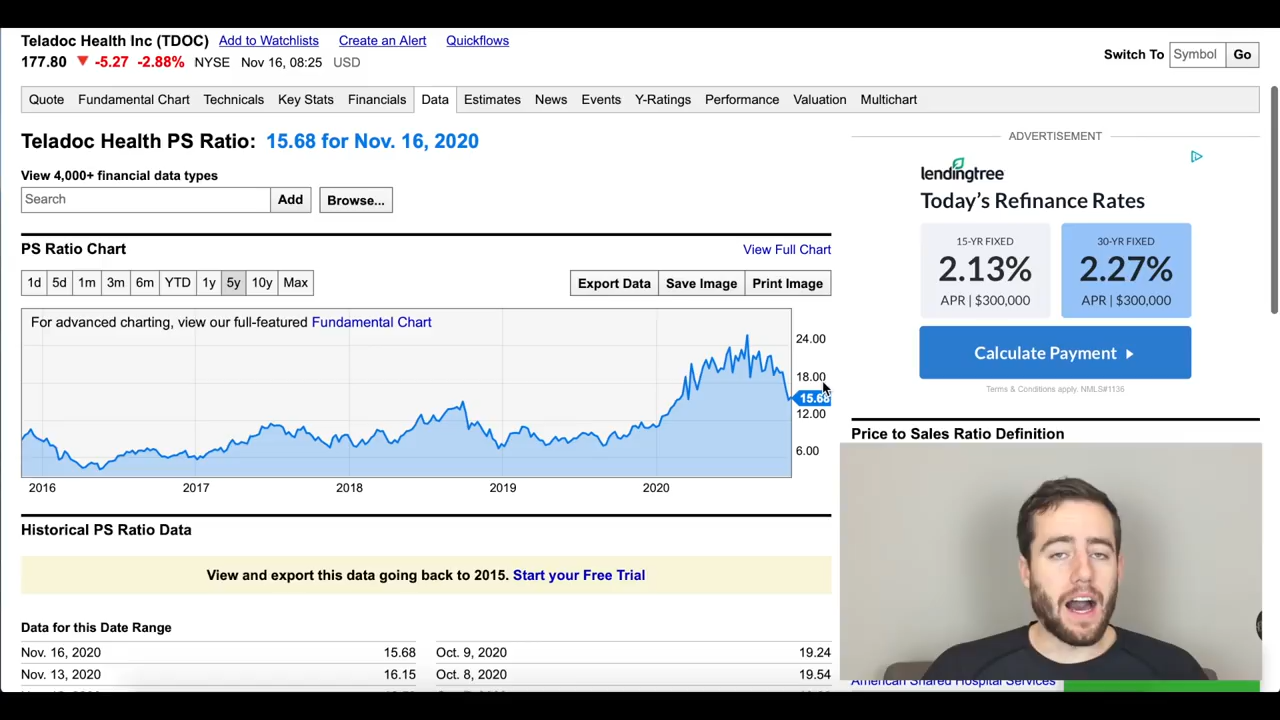 Teladoc Health Inc (TDOC) Add to Watchlists Create an Alert Quickflows
177.80 ▼ -5.27 -2.88% NYSE Nov 16, 08:25 USD
Switch To Symbol Go
Quote Fundamental Chart Technicals Key Stats Financials Data Estimates News Events Y-Ratings Performance Valuation Multichart
Teladoc Health PS Ratio: 15.68 for Nov. 16, 2020
View 4,000+ financial data types
Search Add Browse...
PS Ratio Chart View Full Chart
1d 5d 1m 3m 6m YTD 1y 5y 10y Max Export Data Save Image Print Image
For advanced charting, view our full-featured Fundamental Chart
24.00
18.00
15.68
12.00
6.00
2016 2017 2018 2019 2020
Historical PS Ratio Data
View and export this data going back to 2015. Start your Free Trial
Data for this Date Range
Nov. 16, 2020 15.68 Oct. 9, 2020 19.24
Nov. 13, 2020 16.15 Oct. 8, 2020 19.54
ADVERTISEMENT
lendingtree
Today's Refinance Rates
15-YR FIXED 30-YR FIXED
2.13% 2.27%
APR | $300,000 APR | $300,000
Calculate Payment ▸
Terms & Conditions apply. NMLS#1136
Price to Sales Ratio Definition
American Shared Hospital Services